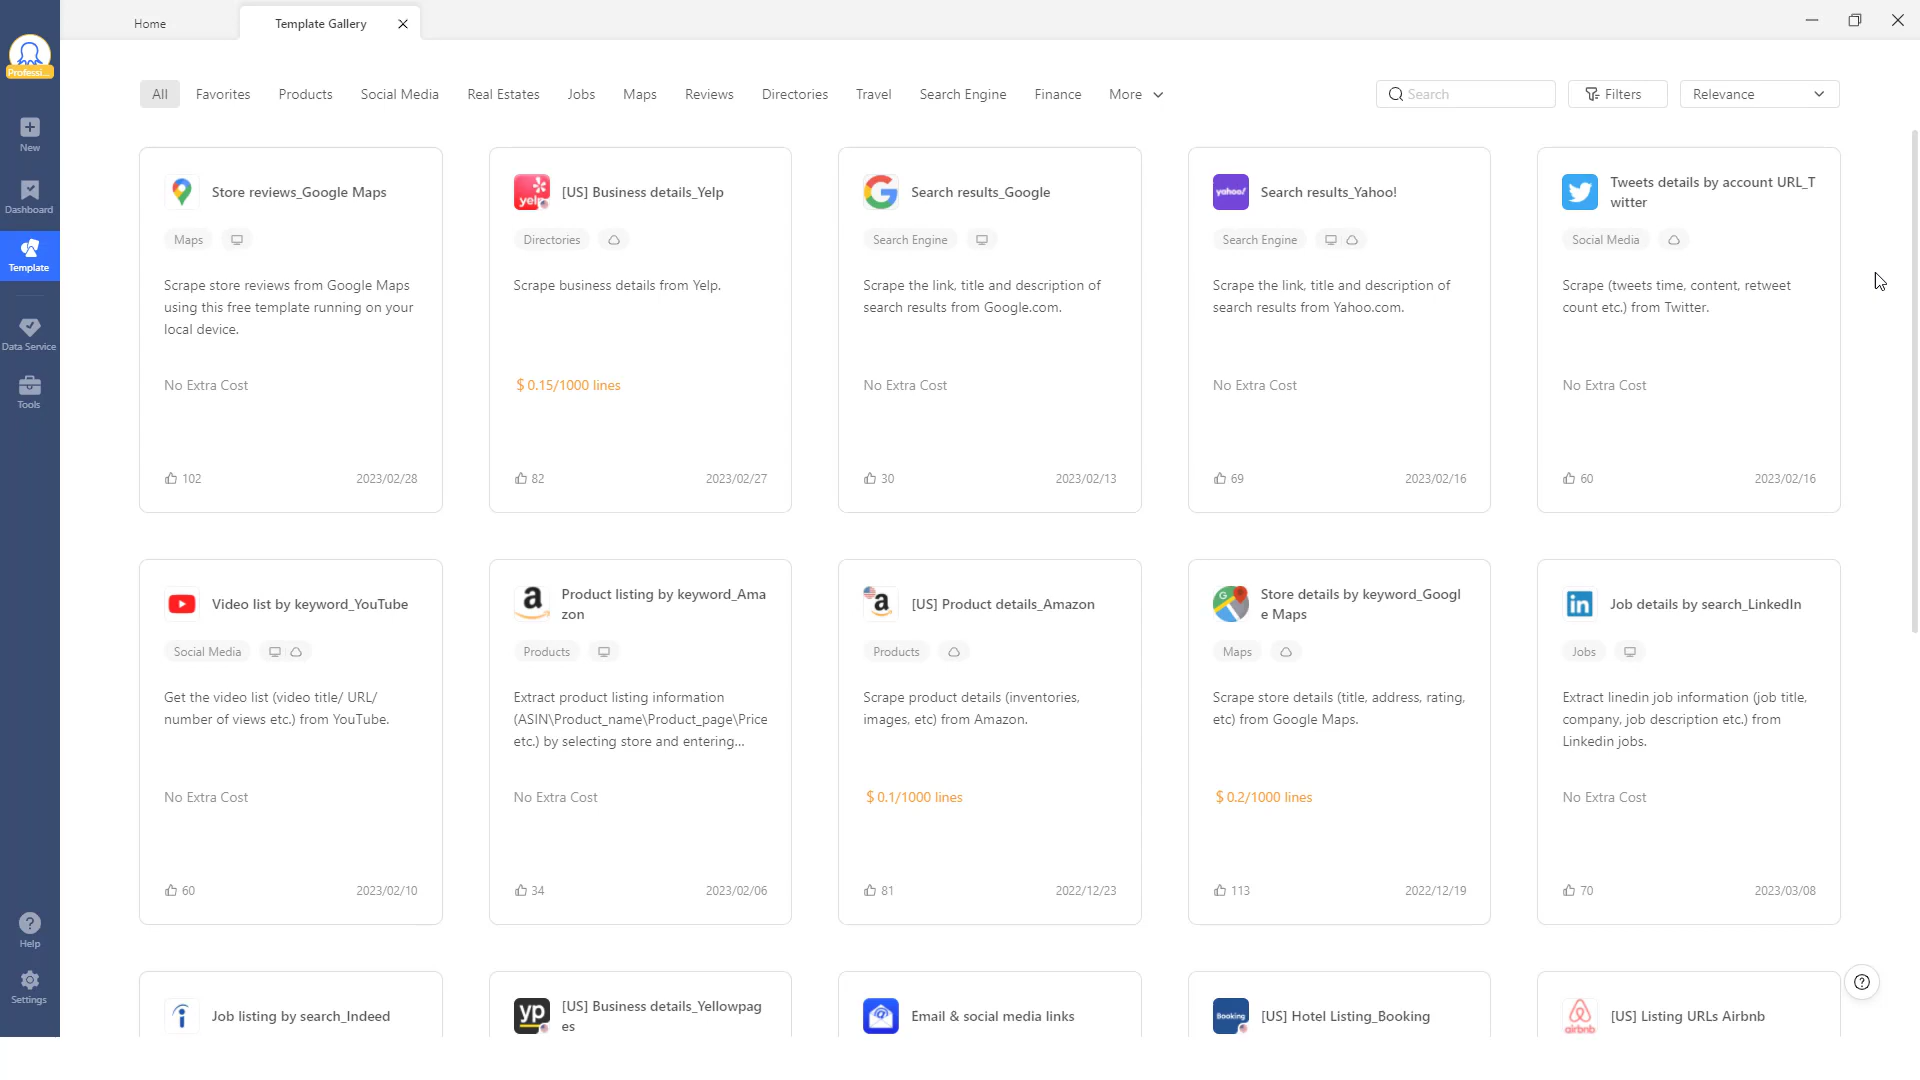 Home
Template Gallery
Professi...
New
Dashboard
Template
Data Service
Tools
Help
Settings
All Favorites Products Social Media Real Estates Jobs Maps Reviews Directories Travel Search Engine Finance More
Search
Filters
Relevance
Store reviews_Google Maps
Maps
Scrape store reviews from Google Maps
using this free template running on your
local device.
No Extra Cost
102 2023/02/28
yelp
[US] Business details_Yelp
Directories
Scrape business details from Yelp.
$ 0.15/1000 lines
82 2023/02/27
Search results_Google
Search Engine
Scrape the link, title and description of
search results from Google.com.
No Extra Cost
30 2023/02/13
yahoo!
Search results_Yahoo!
Search Engine
Scrape the link, title and description of
search results from Yahoo.com.
No Extra Cost
69 2023/02/16
Tweets details by account URL_T
witter
Social Media
Scrape (tweets time, content, retweet
count etc.) from Twitter.
No Extra Cost
60 2023/02/16
Video list by keyword_YouTube
Social Media
Get the video list (video title/ URL/
number of views etc.) from YouTube.
No Extra Cost
60 2023/02/10
a
Product listing by keyword_Ama
zon
Products
Extract product listing information
(ASIN\Product_name\Product_page\Price
etc.) by selecting store and entering...
No Extra Cost
34 2023/02/06
a
[US] Product details_Amazon
Products
Scrape product details (inventories,
images, etc) from Amazon.
$ 0.1/1000 lines
81 2022/12/23
G
Store details by keyword_Googl
e Maps
Maps
Scrape store details (title, address, rating,
etc) from Google Maps.
$ 0.2/1000 lines
113 2022/12/19
in
Job details by search_LinkedIn
Jobs
Extract linedin job information (job title,
company, job description etc.) from
Linkedin jobs.
No Extra Cost
70 2023/03/08
Job listing by search_Indeed
yp
[US] Business details_Yellowpag
es
Email & social media links
Booking
[US] Hotel Listing_Booking
airbnb
[US] Listing URLs Airbnb